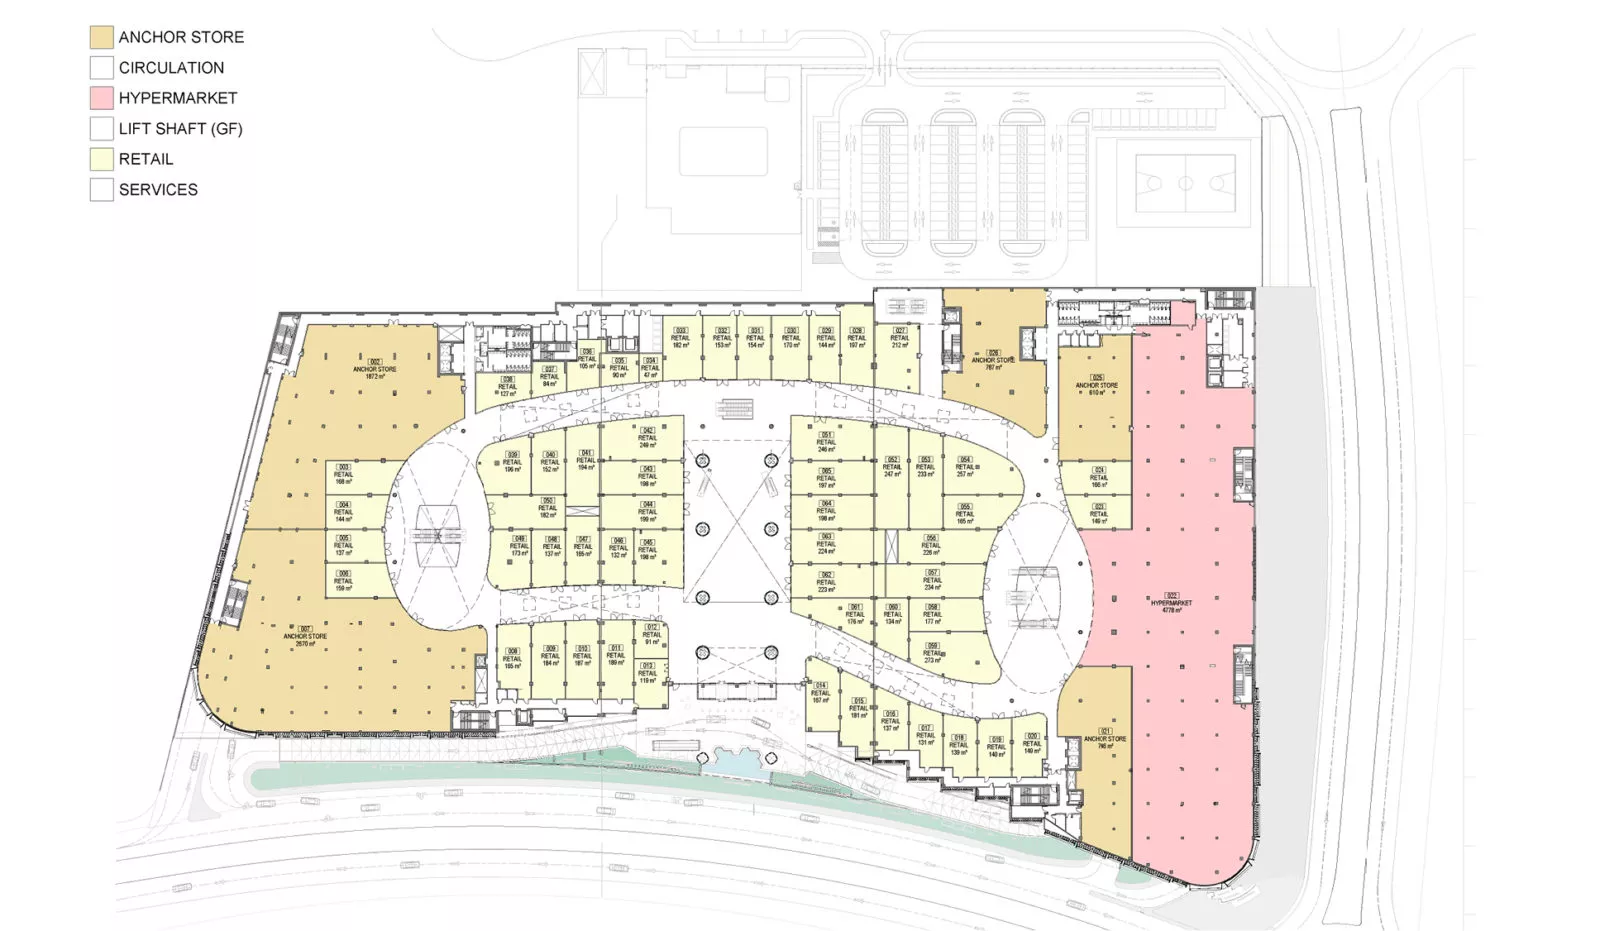 ANCHOR STORE
CIRCULATION
HYPERMARKET
LIFT SHAFT (GF)
RETAIL
SERVICES
002
ANCHOR STORE
1872 m²
003
RETAIL
168 m²
004
RETAIL
144 m²
005
RETAIL
137 m²
006
RETAIL
159 m²
007
ANCHOR STORE
2670 m²
008
RETAIL
195 m²
009
RETAIL
184 m²
010
RETAIL
187 m²
011
RETAIL
189 m²
012
RETAIL
91 m²
013
RETAIL
119 m²
014
RETAIL
167 m²
015
RETAIL
181 m²
016
RETAIL
137 m²
017
RETAIL
131 m²
018
RETAIL
139 m²
019
RETAIL
140 m²
020
RETAIL
149 m²
021
ANCHOR STORE
022
HYPERMARKET
4778 m²
023
RETAIL
149 m²
024
RETAIL
166 m²
025
ANCHOR STORE
610 m²
026
ANCHOR STORE
787 m²
027
RETAIL
212 m²
028
RETAIL
197 m²
029
RETAIL
144 m²
030
RETAIL
170 m²
031
RETAIL
154 m²
032
RETAIL
153 m²
033
RETAIL
182 m²
034
RETAIL
47 m²
035
RETAIL
90 m²
036
RETAIL
105 m²
037
RETAIL
84 m²
038
RETAIL
127 m²
039
RETAIL
196 m²
040
RETAIL
152 m²
041
RETAIL
194 m²
042
RETAIL
249 m²
043
RETAIL
198 m²
044
RETAIL
199 m²
045
RETAIL
198 m²
046
RETAIL
132 m²
047
RETAIL
165 m²
048
RETAIL
137 m²
049
RETAIL
173 m²
050
RETAIL
182 m²
051
RETAIL
246 m²
052
RETAIL
247 m²
053
RETAIL
233 m²
054
RETAIL
257 m²
055
RETAIL
165 m²
056
RETAIL
226 m²
057
RETAIL
234 m²
058
RETAIL
177 m²
059
RETAIL
273 m²
060
RETAIL
134 m²
061
RETAIL
176 m²
062
RETAIL
223 m²
063
RETAIL
224 m²
064
RETAIL
198 m²
065
RETAIL
197 m²